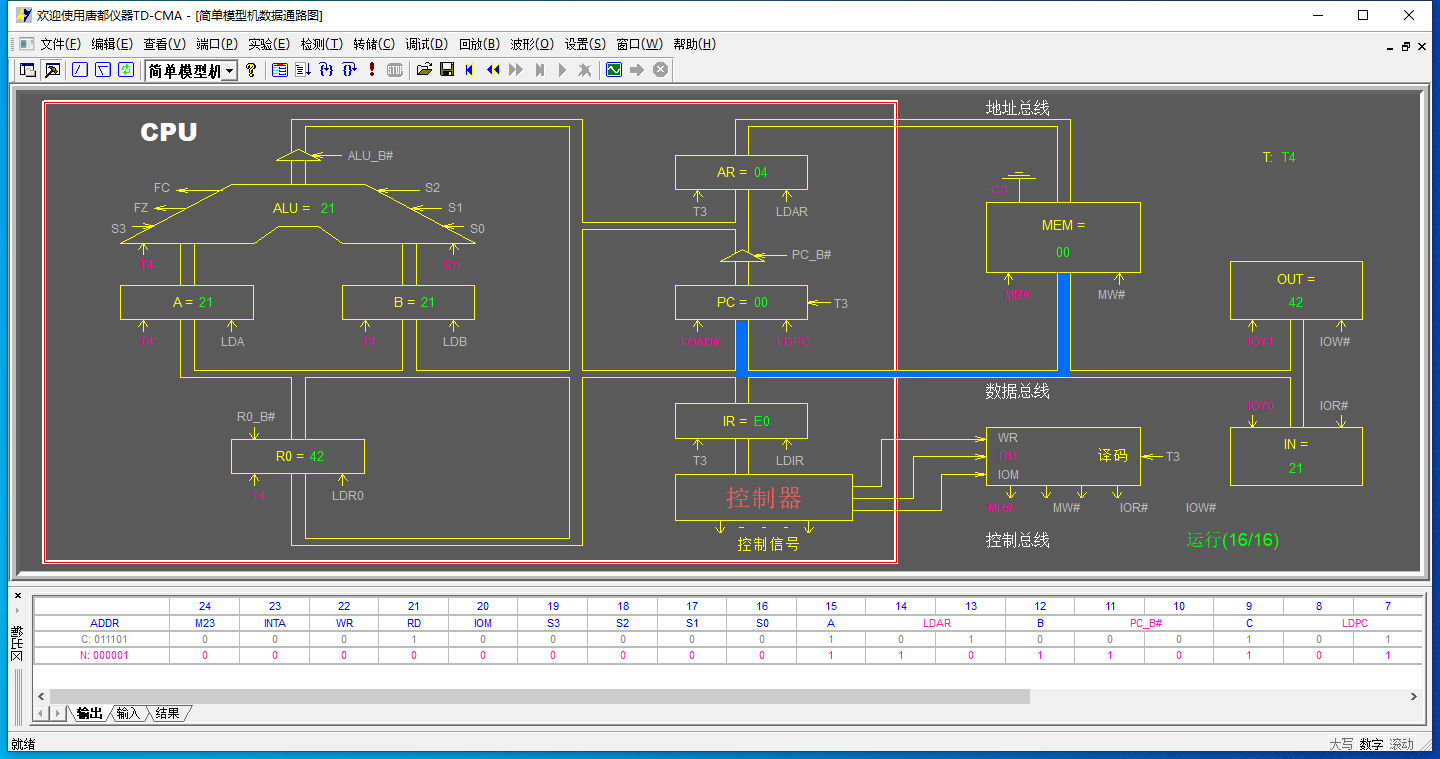 欢迎使用唐都仪器TD-CMA - [简单模型机数据通路图]
文件(F) 编辑(E) 查看(V) 端口(P) 实验(E) 检测(T) 转储(C) 调试(D) 回放(B) 波形(O) 设置(S) 窗口(W) 帮助(H)
简单模型机
STOP
CPU
地址总线
ALU_B#
T: T4
FC
S2
FZ
S1
S3
S0
ALU = 21
T4
Cn
AR = 04
T3
LDAR
MEM =
00
MR#
MW#
PC_B#
PC = 00
T3
LOAD#
LDPC
OUT =
42
IOY1
IOW#
A = 21
T4
LDA
B = 21
T4
LDB
数据总线
R0_B#
R0 = 42
T4
LDR0
IR = E0
T3
LDIR
控制器
控制信号
WR
RD
IOM
译码
T3
MR#
MW#
IOR#
IOW#
IOY0
IOR#
IN =
21
控制总线
运行(16/16)
24 23 22 21 20 19 18 17 16 15 14 13 12 11 10 9 8 7
ADDR M23 INTA WR RD IOM S3 S2 S1 S0 A LDAR B PC_B# C LDPC
C: 011101 0 0 0 1 0 0 0 0 0 1 0 1 0 0 0 1 0 1
N: 000001 0 0 0 0 0 0 0 0 0 1 1 0 1 1 0 1 0 1
输出 输入 结果
就绪
大写 数字 滚动